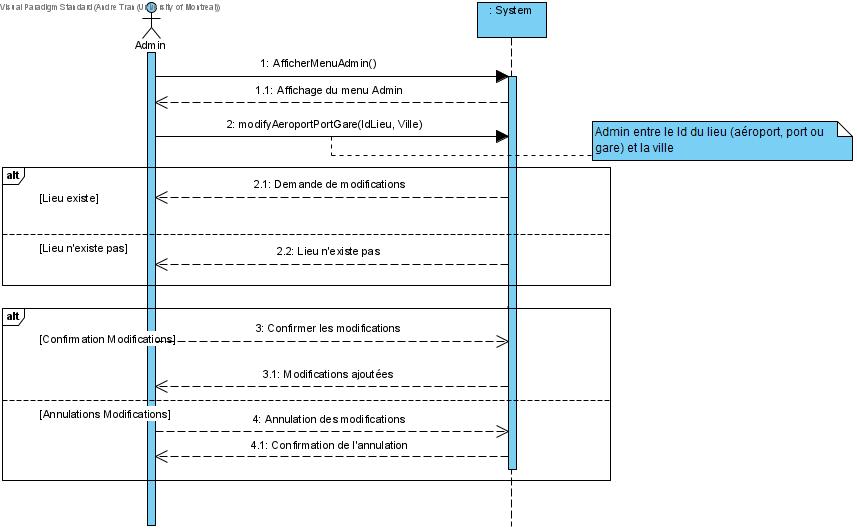 Visual Paradigm Standard (Andre Tran (University of Montreal))
: System
Admin
1: AfficherMenuAdmin()
1.1: Affichage du menu Admin
2: modifyAeroportPortGare(IdLieu, Ville)
Admin entre le Id du lieu (aéroport, port ou
gare) et la ville
alt
2.1: Demande de modifications
[Lieu existe]
[Lieu n'existe pas]
2.2: Lieu n'existe pas
alt
3: Confirmer les modifications
[Confirmation Modifications]
3.1: Modifications ajoutées
[Annulations Modifications]
4: Annulation des modifications
4.1: Confirmation de l'annulation